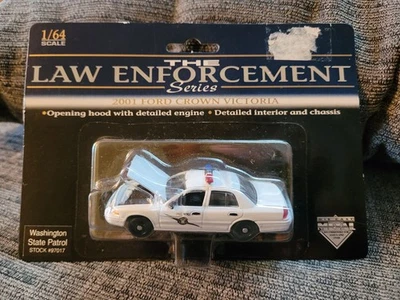 1/64
SCALE
THE
LAW ENFORCEMENT
Series
2001 FORD CROWN VICTORIA
•Opening hood with detailed engine •Detailed interior and chassis
Washington
State Patrol
STOCK #97017